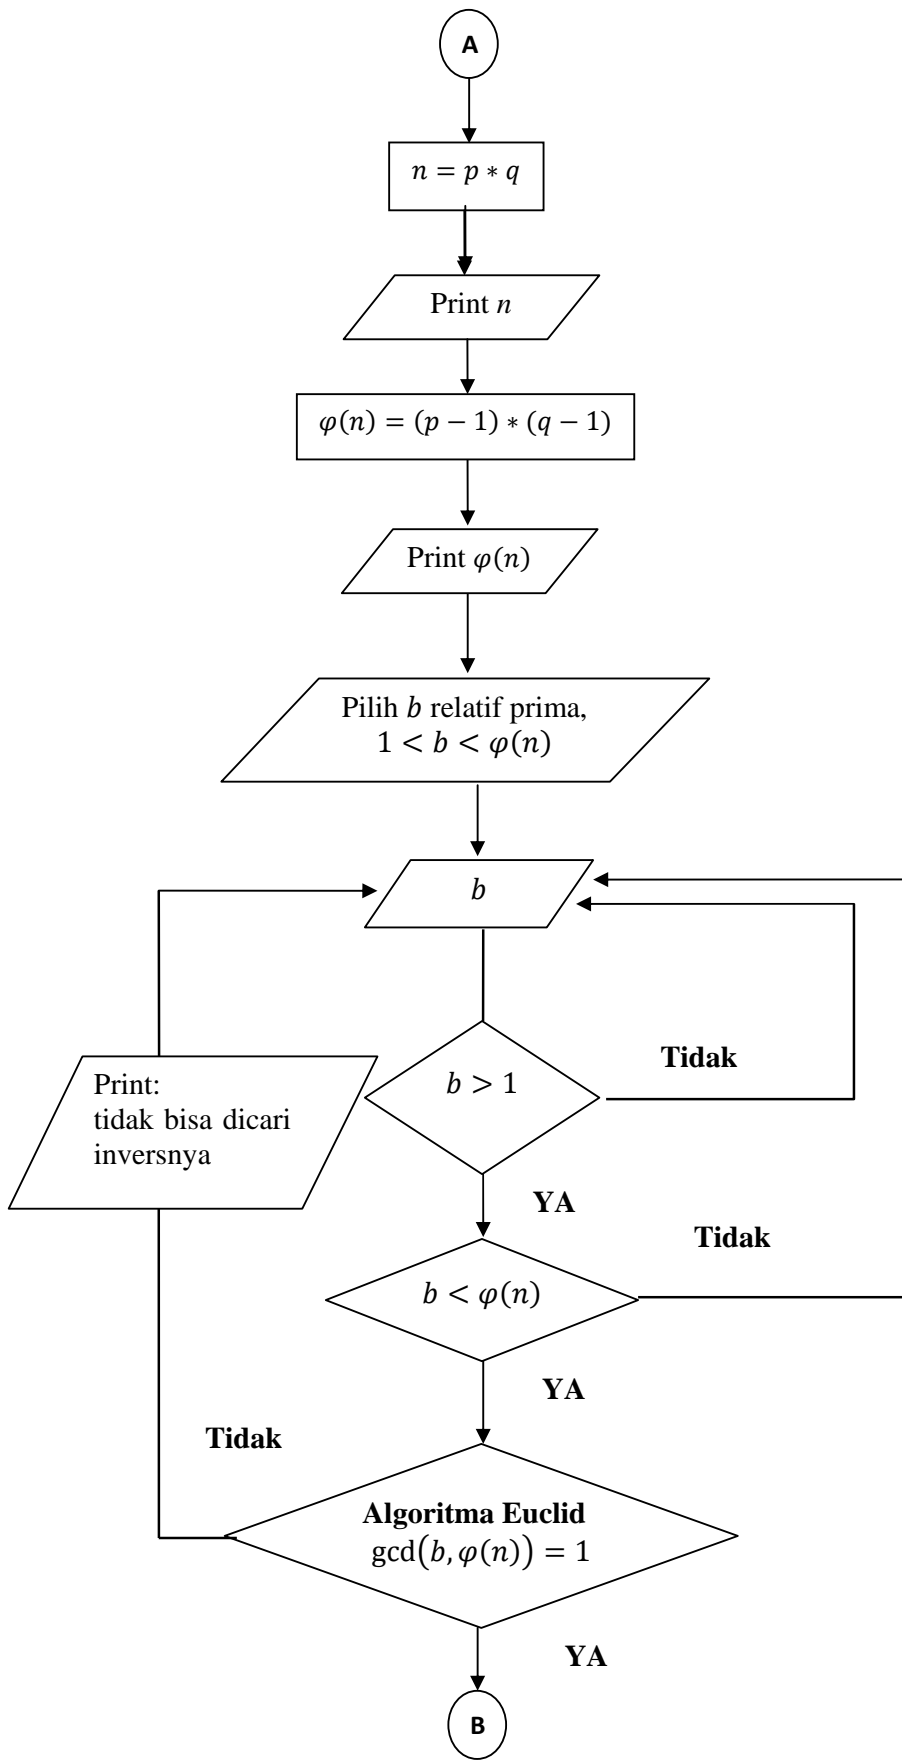 A
n = p ∗ q
Print n
φ(n) = (p − 1) ∗ (q − 1)
Print φ(n)
Pilih b relatif prima,
1 < b < φ(n)
b
b > 1
Tidak
Print:
tidak bisa dicari
inversnya
YA
b < φ(n)
Tidak
YA
Tidak
Algoritma Euclid
gcd(b, φ(n)) = 1
YA
B